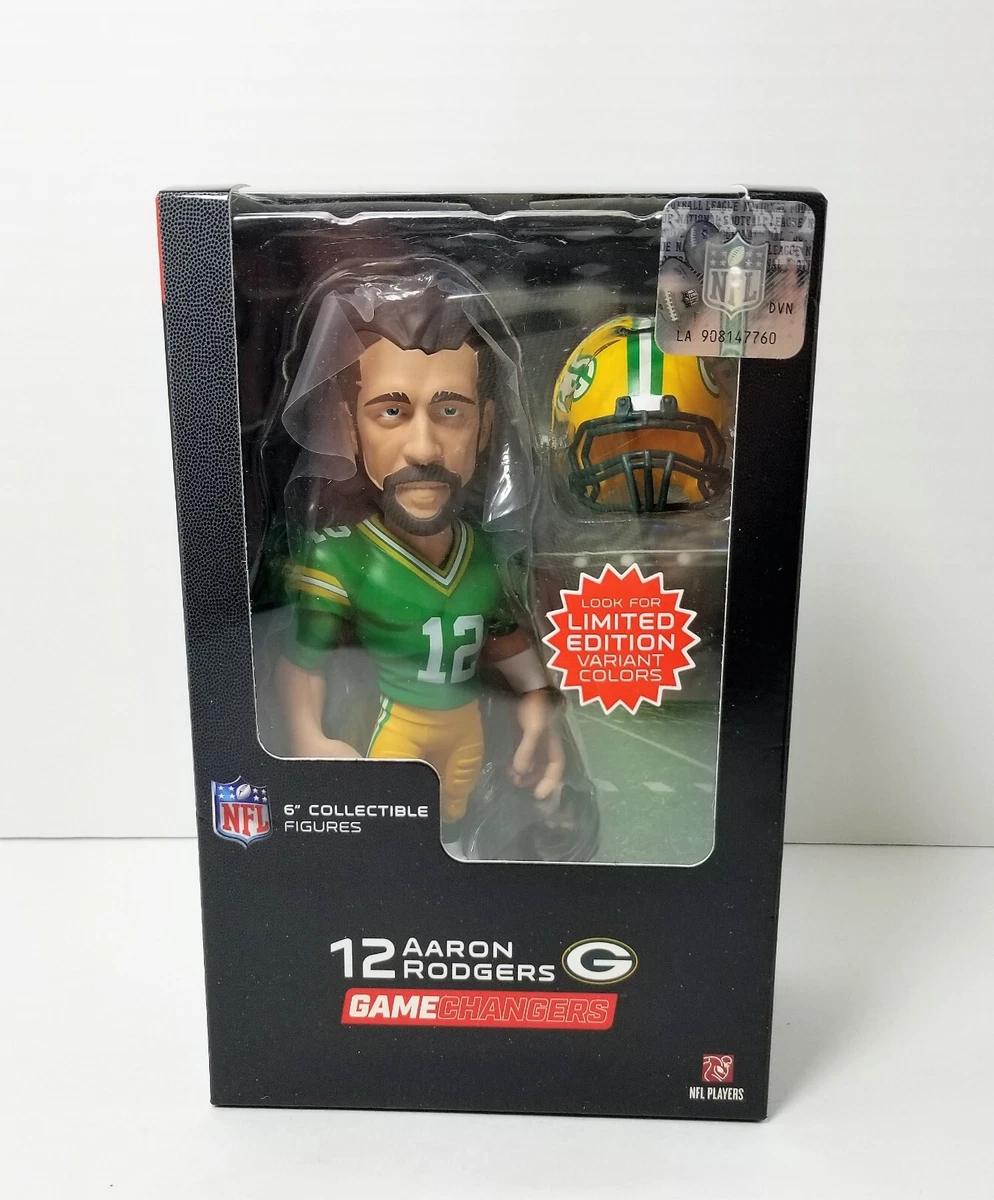 NFL
DVN
LA 908147760
12
LOOK FOR
LIMITED
EDITION
VARIANT
COLORS
NFL
6" COLLECTIBLE
FIGURES
12 AARON
RODGERS
G
GAMECHANGERS
NFL PLAYERS